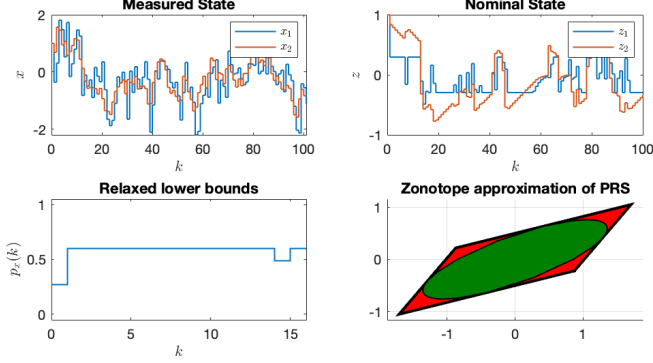 Measured State
2
0
-2
x
x₁
x₂
0 20 40 60 80 100
k
Nominal State
1
0
-1
z
z₁
z₂
0 20 40 60 80 100
k
Relaxed lower bounds
1
0.5
0
pₓ(k)
0 5 10 15
k
Zonotope approximation of PRS
1
0
-1
-1 0 1